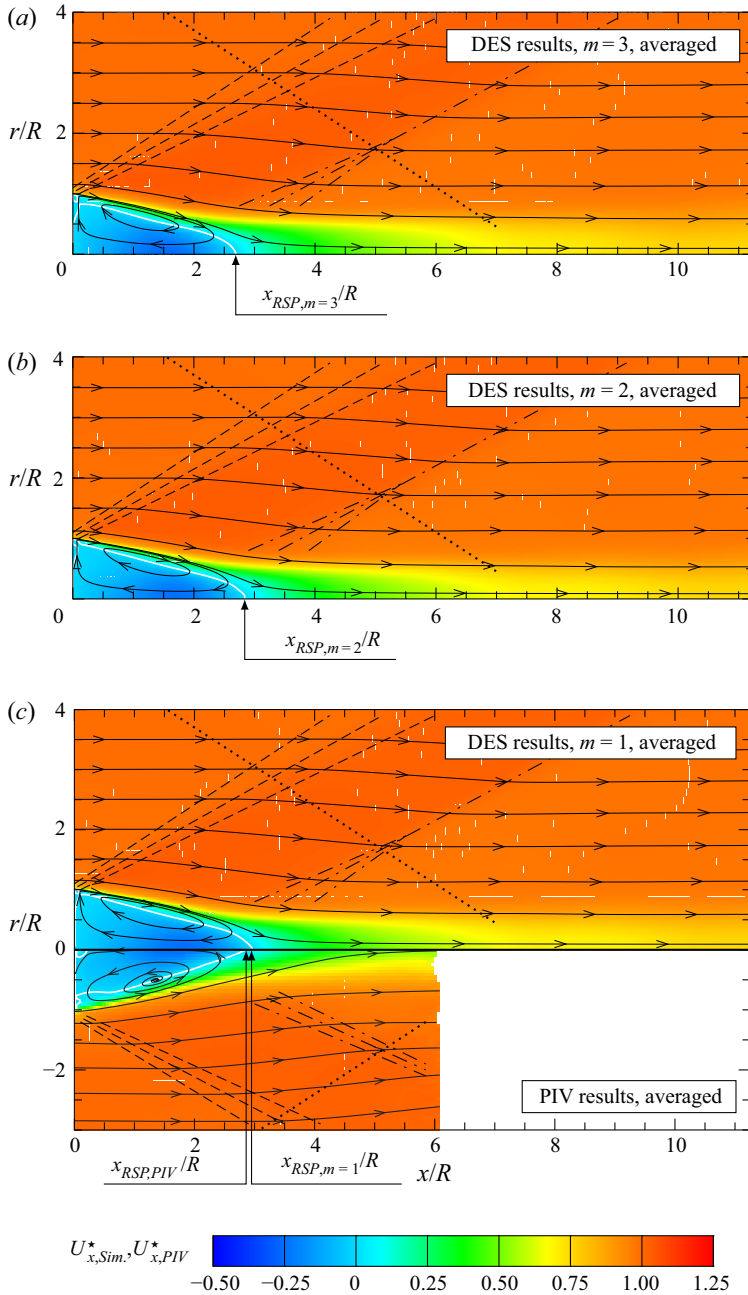 (a)
DES results, m = 3, averaged
4
r/R
2
0 2 4 6 8 10
x_{RSP,m=3}/R
(b)
DES results, m = 2, averaged
4
r/R
2
0 2 4 6 8 10
x_{RSP,m=2}/R
(c)
DES results, m = 1, averaged
4
2
r/R
0
−2
PIV results, averaged
0 2 4 6 8 10
x_{RSP,PIV}/R x_{RSP,m=1}/R x/R
U^{★}_{x,Sim.},U^{★}_{x,PIV}
−0.50 −0.25 0 0.25 0.50 0.75 1.00 1.25